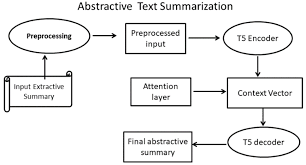 Abstractive Text Summarization
Preprocessing
Preprocessed
input
T5 Encoder
Input Extractive
Summary
Attention
layer
Context Vector
Final abstractive
summary
T5 decoder